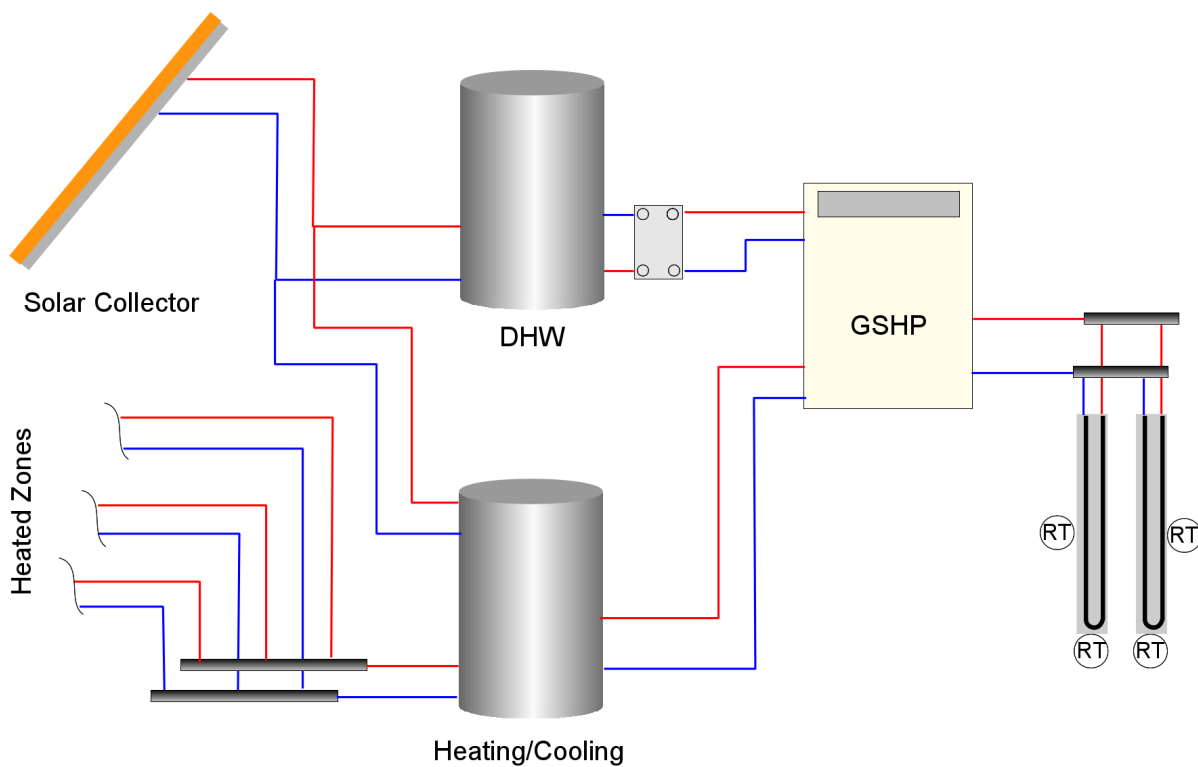 Solar Collector
DHW
GSHP
Heated Zones
Heating/Cooling
RT
RT
RT
RT